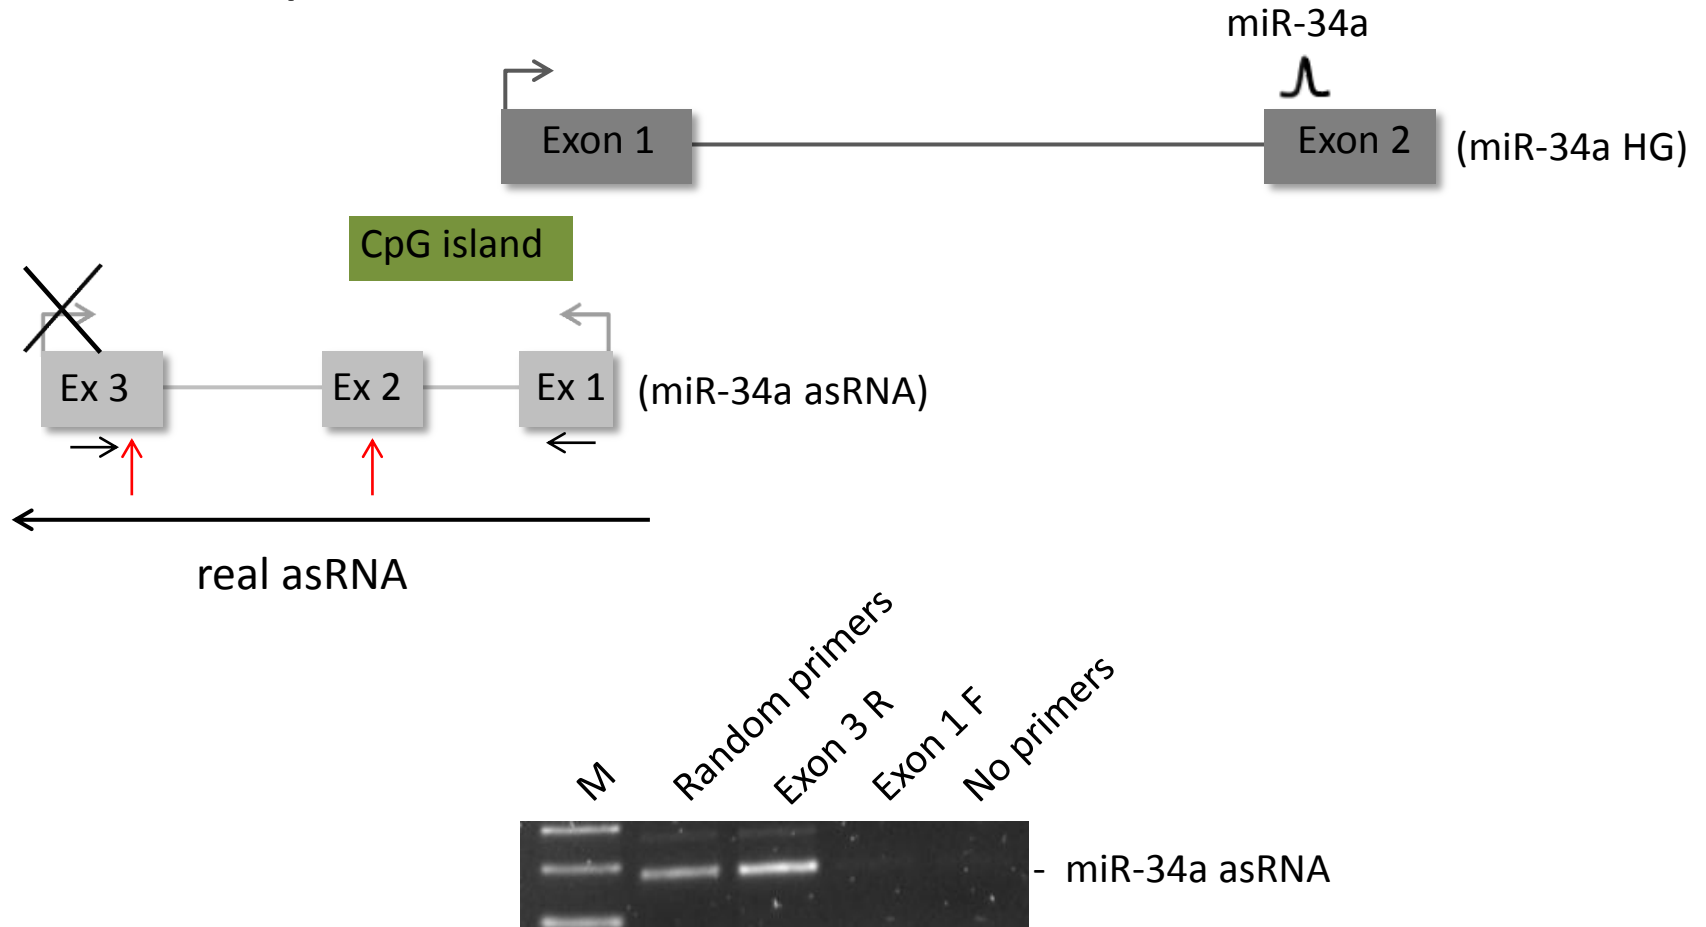 miR-34a
Exon 1
Exon 2
(miR-34a HG)
CpG island
Ex 3
Ex 2
Ex 1
(miR-34a asRNA)
real asRNA
M
Random primers
Exon 3 R
Exon 1 F
No primers
- miR-34a asRNA